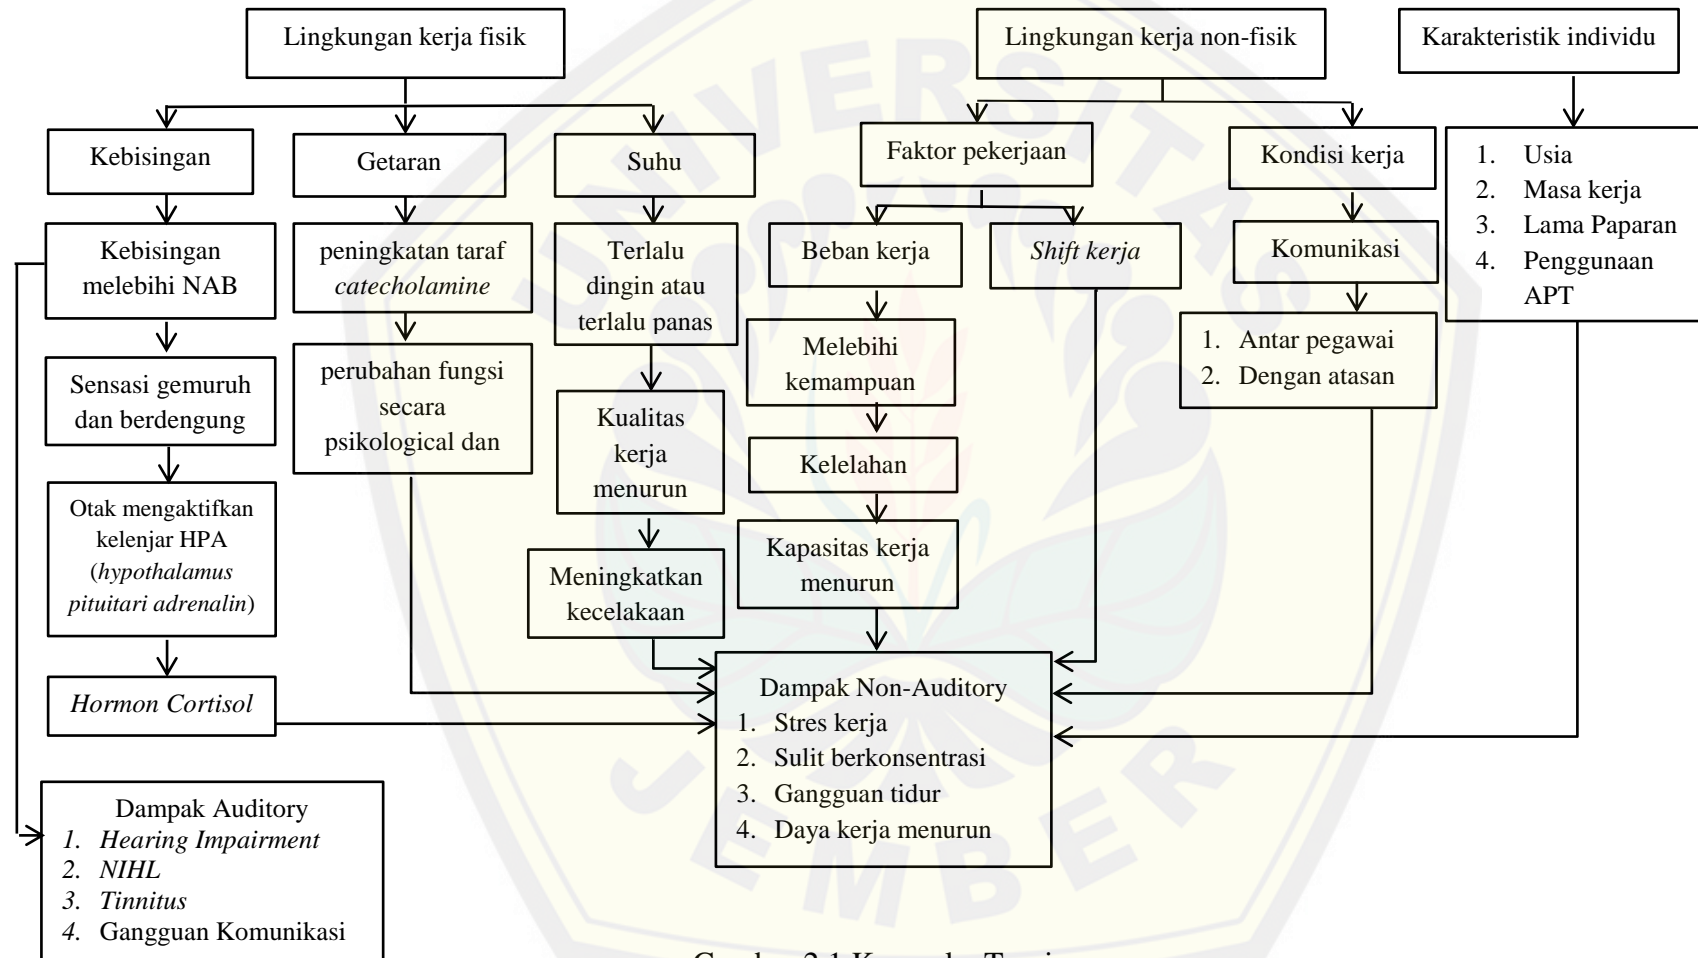 Lingkungan kerja fisik
Lingkungan kerja non-fisik
Karakteristik individu
Kebisingan
Getaran
Suhu
Faktor pekerjaan
Kondisi kerja
1. Usia
2. Masa kerja
3. Lama Paparan
4. Penggunaan
APT
Kebisingan
melebihi NAB
peningkatan taraf
catecholamine
Terlalu
dingin atau
terlalu panas
Beban kerja
Shift kerja
Komunikasi
Sensasi gemuruh
dan berdengung
perubahan fungsi
secara
psikological dan
Kualitas
kerja
menurun
Melebihi
kemampuan
1. Antar pegawai
2. Dengan atasan
Kelelahan
Otak mengaktifkan
kelenjar HPA
(hypothalamus
pituitari adrenalin)
Meningkatkan
kecelakaan
Kapasitas kerja
menurun
Hormon Cortisol
Dampak Non-Auditory
1. Stres kerja
2. Sulit berkonsentrasi
3. Gangguan tidur
4. Daya kerja menurun
Dampak Auditory
1. Hearing Impairment
2. NIHL
3. Tinnitus
4. Gangguan Komunikasi
UNIVERSITAS
JEMBER